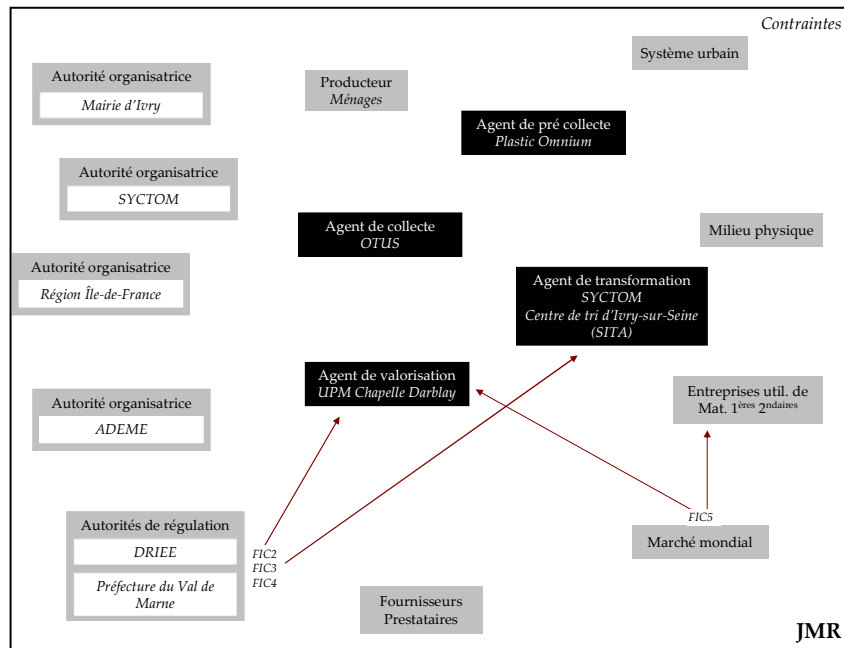 Contraintes
Système urbain
Autorité organisatrice
Mairie d'Ivry
Producteur
Ménages
Agent de pré collecte
Plastic Omnium
Autorité organisatrice
SYCTOM
Agent de collecte
OTUS
Milieu physique
Autorité organisatrice
Région Île-de-France
Agent de transformation
SYCTOM
Centre de tri d'Ivry-sur-Seine
(SITA)
Agent de valorisation
UPM Chapelle Darblay
Entreprises util. de
Mat. 1ères 2ndaires
Autorité organisatrice
ADEME
Autorités de régulation
DRIEE
Préfecture du Val de
Marne
FIC2
FIC3
FIC4
FIC5
Marché mondial
Fournisseurs
Prestataires
JMR